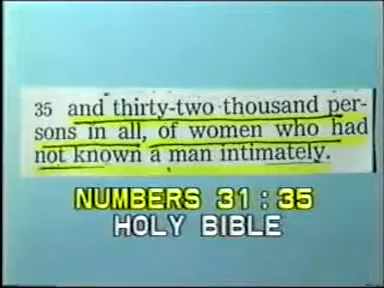 35 and thirty-two thousand per-
sons in all, of women who had
not known a man intimately.
NUMBERS 31:35
HOLY BIBLE